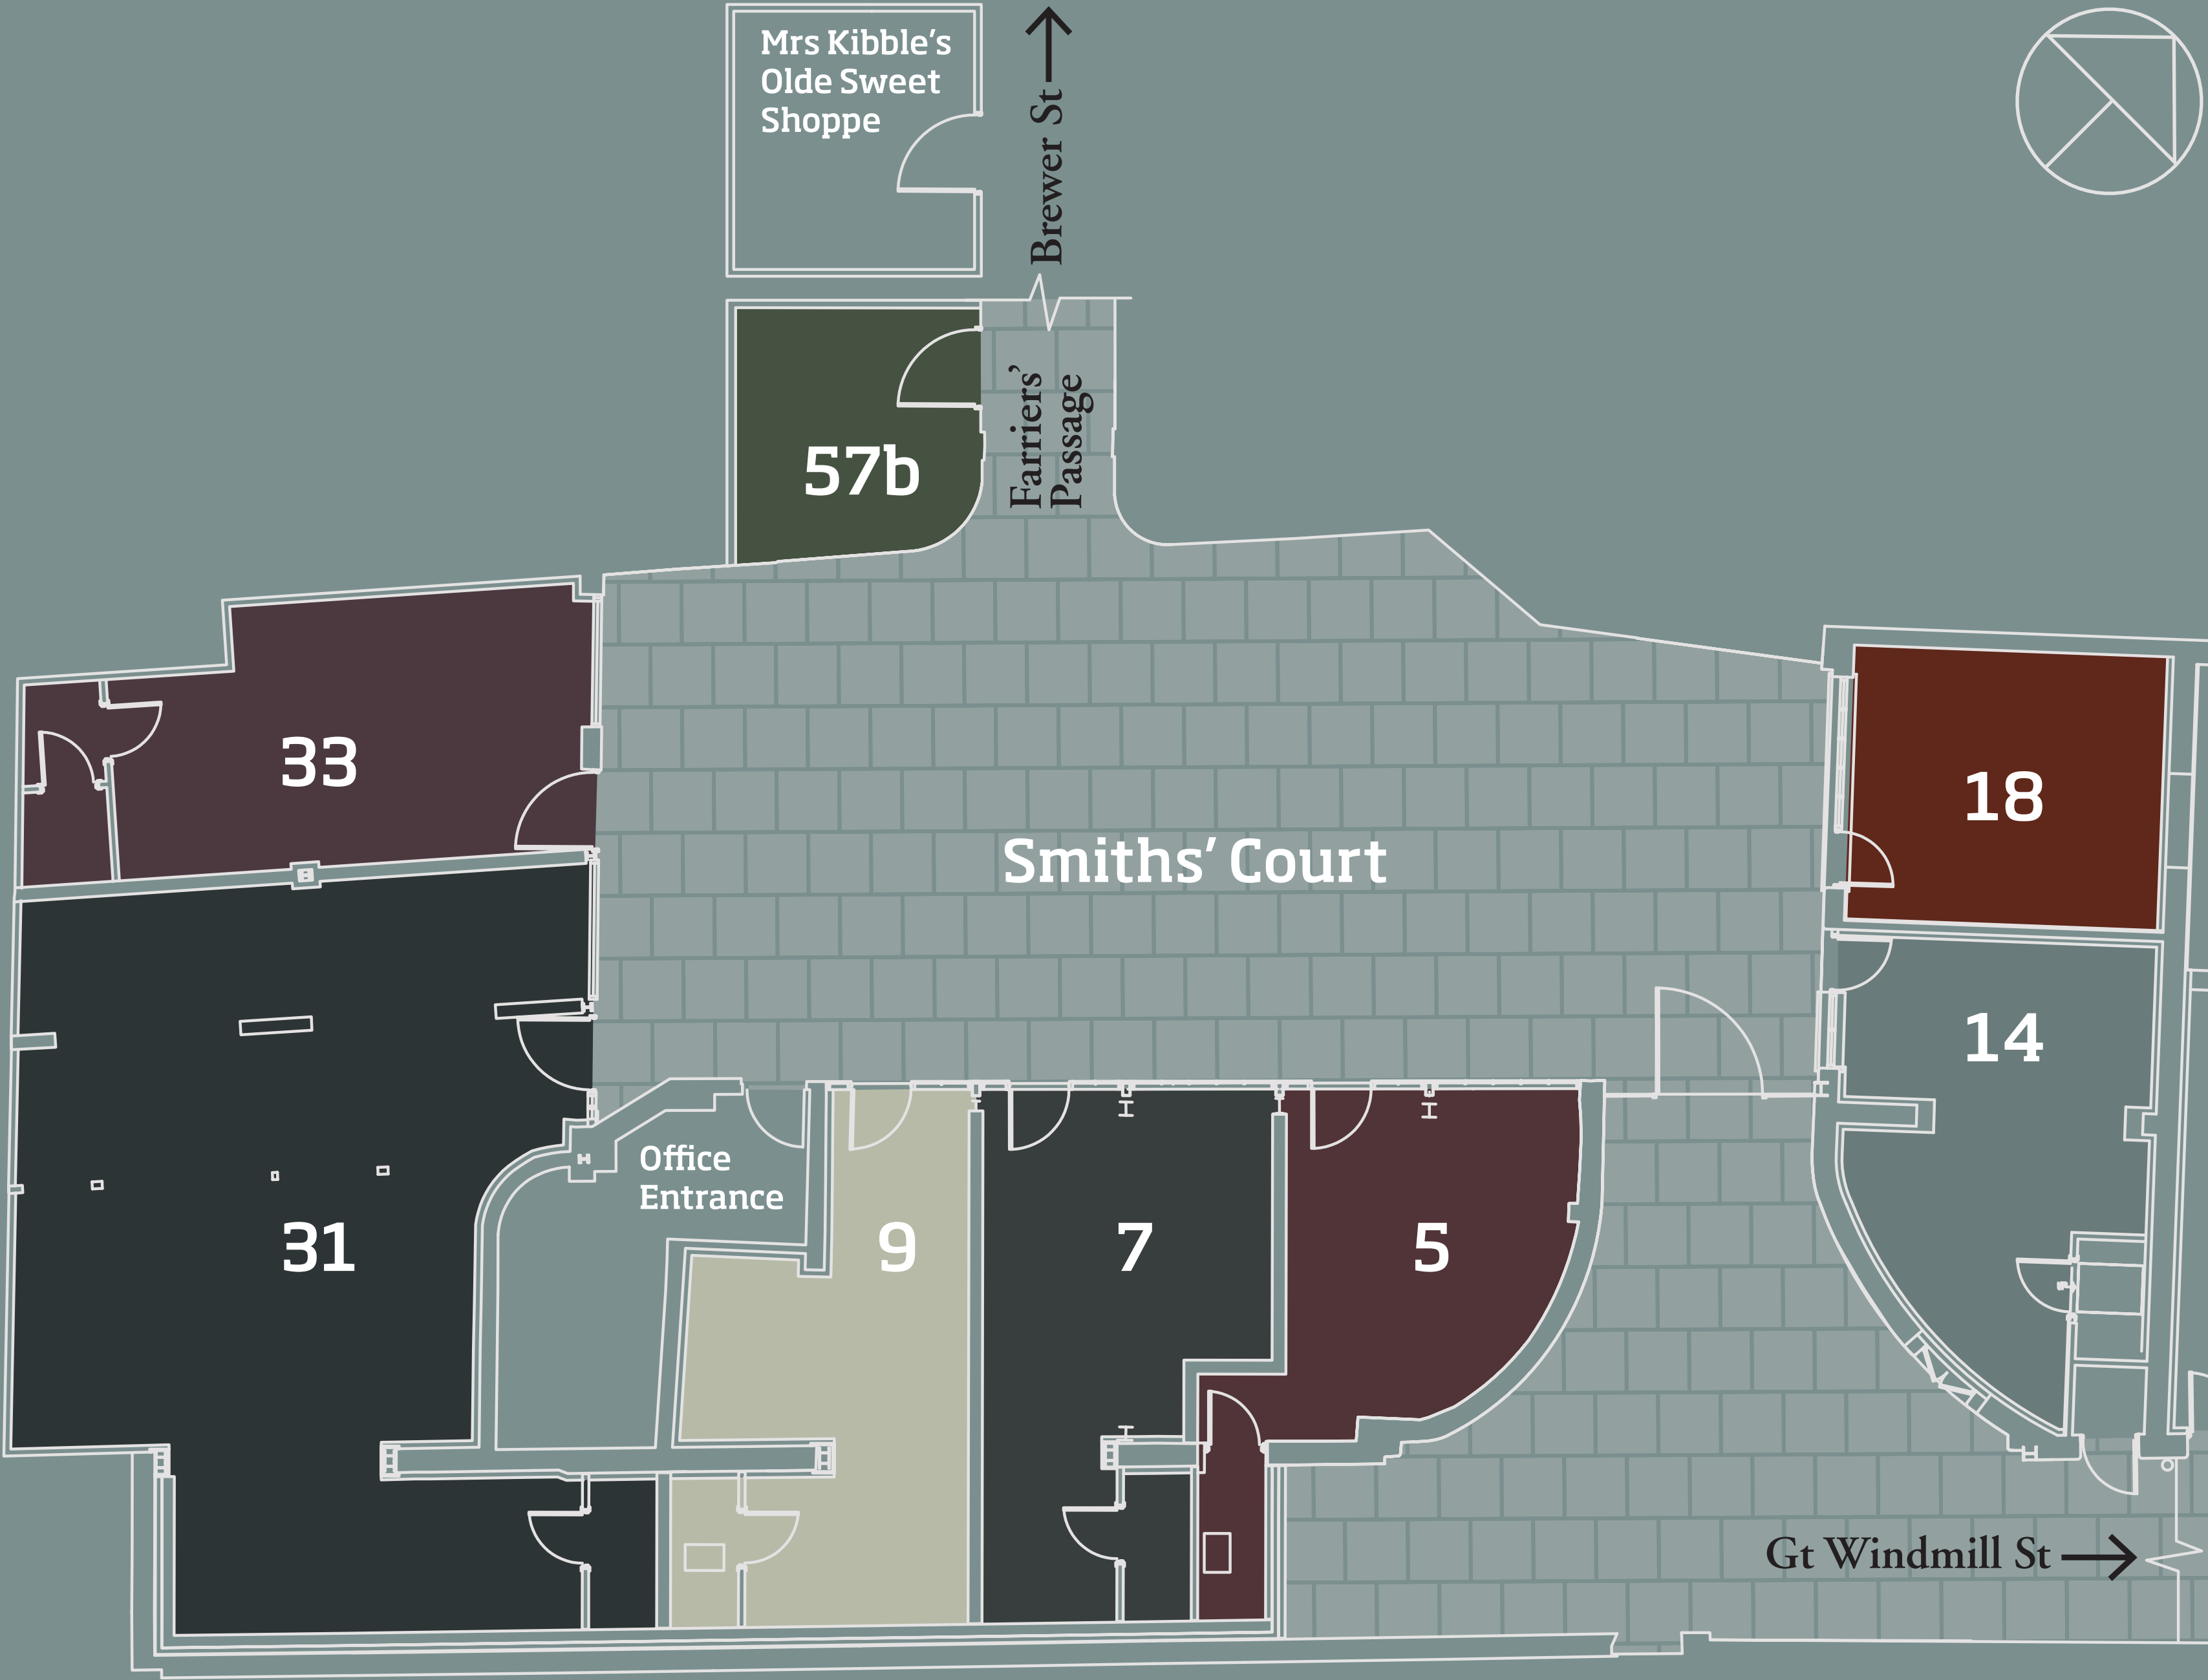 Mrs Kibble’s
Olde Sweet
Shoppe
Brewer St
57b
Farriers’
Passage
33
18
Smiths’ Court
14
Office
Entrance
31
9
7
5
Gt Windmill St